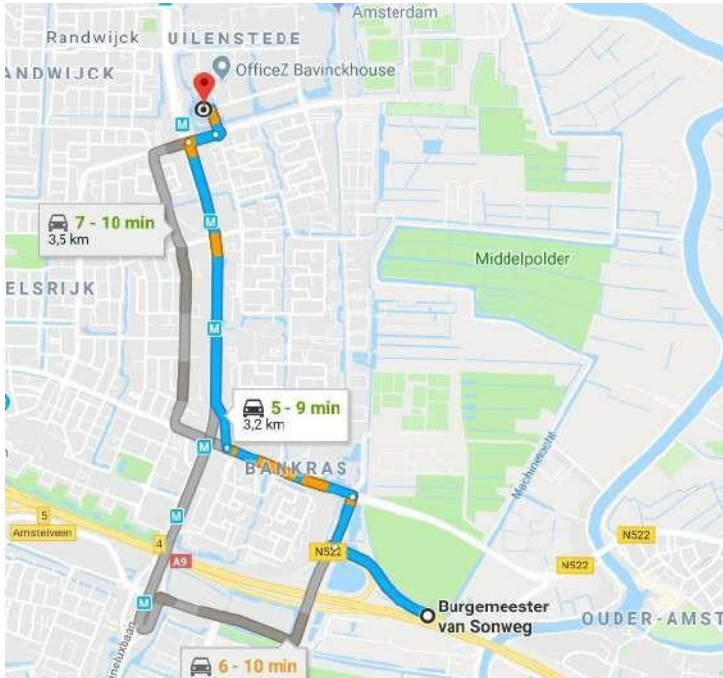 Amsterdam
Randwijck
UILENSTEDE
ANDWIJCK
OfficeZ Bavinckhouse
M
7 - 10 min
3,5 km
M
Middelpolder
ELSRIJK
M
5 - 9 min
3,2 km
M
BANKRAS
Machinetocht
M
5
Amstelveen
4
A9
N522
N522
N522
M
Burgemeester
van Sonweg
OUDER-AMST
6 - 10 min